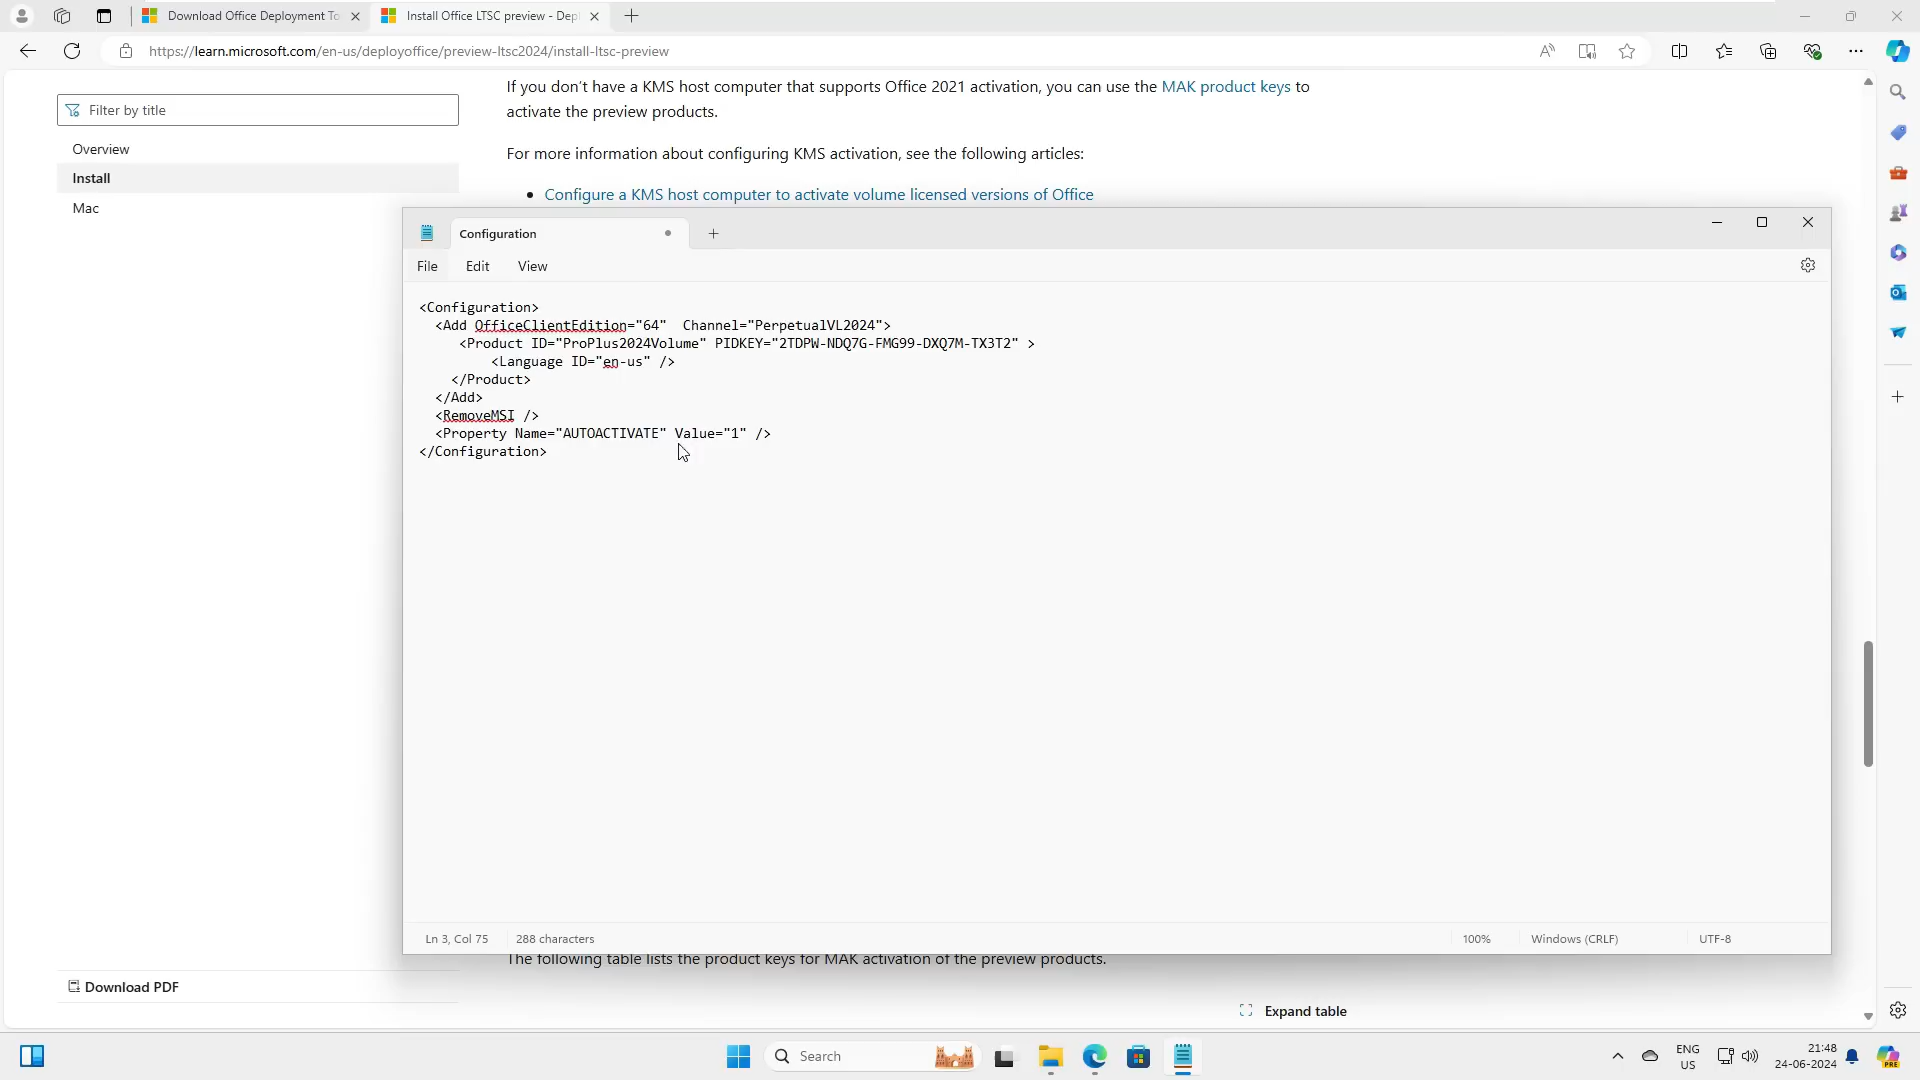 Download Office Deployment To
Install Office LTSC preview - Dep
https://learn.microsoft.com/en-us/deployoffice/preview-ltsc2024/install-ltsc-preview
Filter by title
Overview
Install
Mac
Download PDF
If you don't have a KMS host computer that supports Office 2021 activation, you can use the MAK product keys to
activate the preview products.
For more information about configuring KMS activation, see the following articles:
• Configure a KMS host computer to activate volume licensed versions of Office
Configuration
File Edit View
<Configuration>
<Add OfficeClientEdition="64"  Channel="PerpetualVL2024">
<Product ID="ProPlus2024Volume" PIDKEY="2TDPW-NDQ7G-FMG99-DXQ7M-TX3T2" >
<Language ID="en-us" />
</Product>
</Add>
<RemoveMSI />
<Property Name="AUTOACTIVATE" Value="1" />
</Configuration>
Ln 3, Col 75 288 characters 100% Windows (CRLF) UTF-8
The following table lists the product keys for MAK activation of the preview products.
Expand table
Search
ENG
US
21:48
24-06-2024
PRE